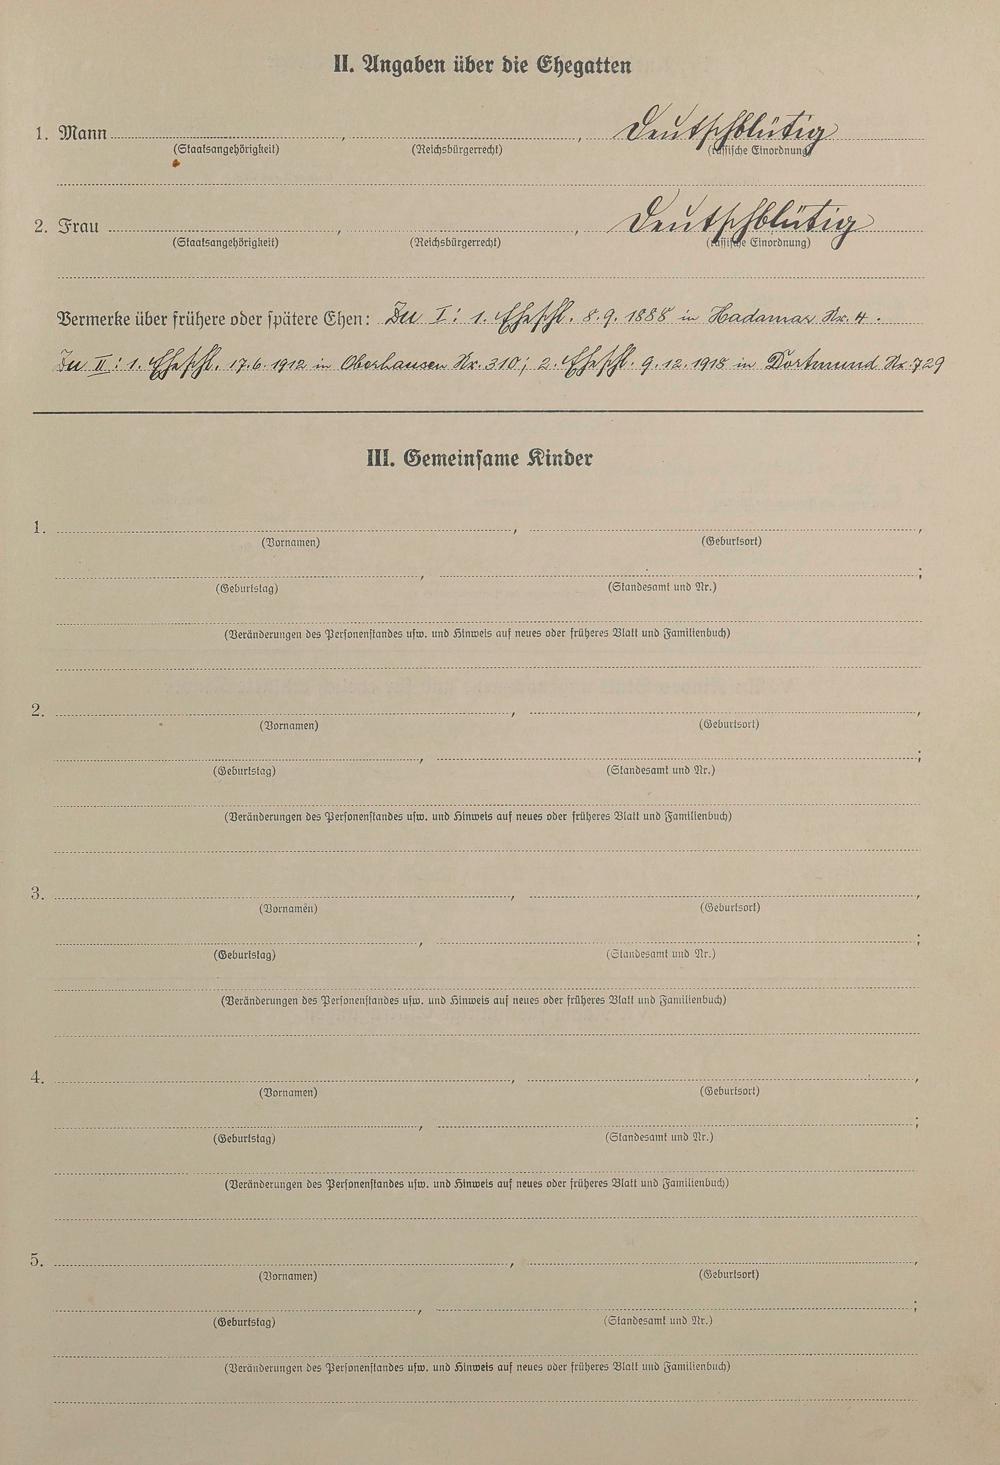 II. Angaben über die Ehegatten
1. Mann , , Deutschblütig
(Staatsangehörigkeit) (Reichsbürgerrecht) (rassische Einordnung)
2. Frau , , Deutschblütig
(Staatsangehörigkeit) (Reichsbürgerrecht) (rassische Einordnung)
Vermerke über frühere oder spätere Ehen: Zu I: 1. Eheschl. 8.9.1888 in Hadamar Nr. 4.
Zu II: 1. Eheschl. 17.6.1912 in Oberhausen Nr. 310; 2. Eheschl. 9.12.1918 in Dortmund Nr. 729
III. Gemeinsame Kinder
1. , ,
(Vornamen) (Geburtsort)
, ;
(Geburtstag) (Standesamt und Nr.)
(Veränderungen des Personenstandes usw. und Hinweis auf neues oder früheres Blatt und Familienbuch)
2. , ,
(Vornamen) (Geburtsort)
, ;
(Geburtstag) (Standesamt und Nr.)
(Veränderungen des Personenstandes usw. und Hinweis auf neues oder früheres Blatt und Familienbuch)
3. , ,
(Vornamen) (Geburtsort)
, ;
(Geburtstag) (Standesamt und Nr.)
(Veränderungen des Personenstandes usw. und Hinweis auf neues oder früheres Blatt und Familienbuch)
4. , ,
(Vornamen) (Geburtsort)
, ;
(Geburtstag) (Standesamt und Nr.)
(Veränderungen des Personenstandes usw. und Hinweis auf neues oder früheres Blatt und Familienbuch)
5. , ,
(Vornamen) (Geburtsort)
, ;
(Geburtstag) (Standesamt und Nr.)
(Veränderungen des Personenstandes usw. und Hinweis auf neues oder früheres Blatt und Familienbuch)